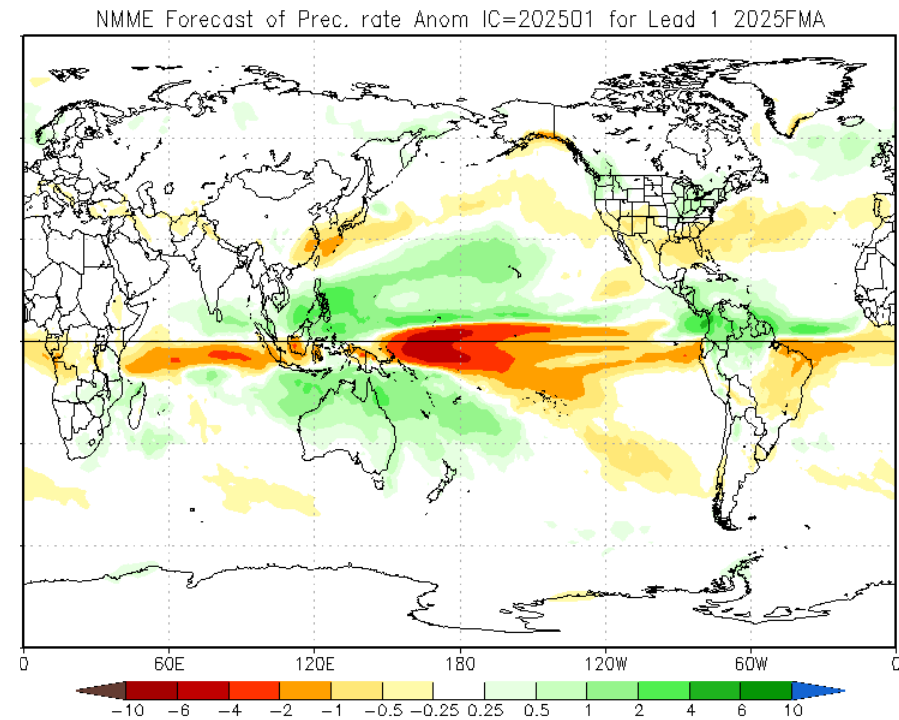 NMME Forecast of Prec. rate Anom IC=202501 for Lead 1 2025FMA
0 60E 120E 180 120W 60W 0
-10 -6 -4 -2 -1 -0.5 -0.25 0.25 0.5 1 2 4 6 10